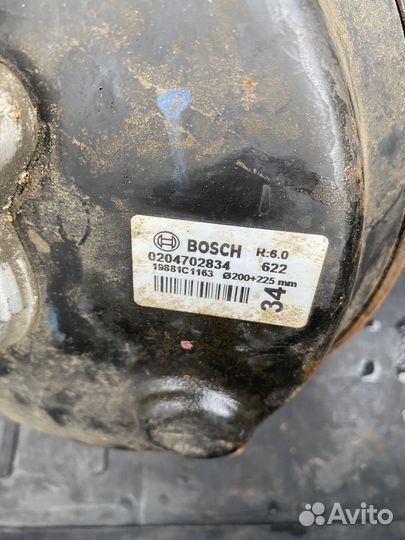 BOSCH R:6.0
0204702834 622
19881C1163 Ø200+225 mm
34
Avito